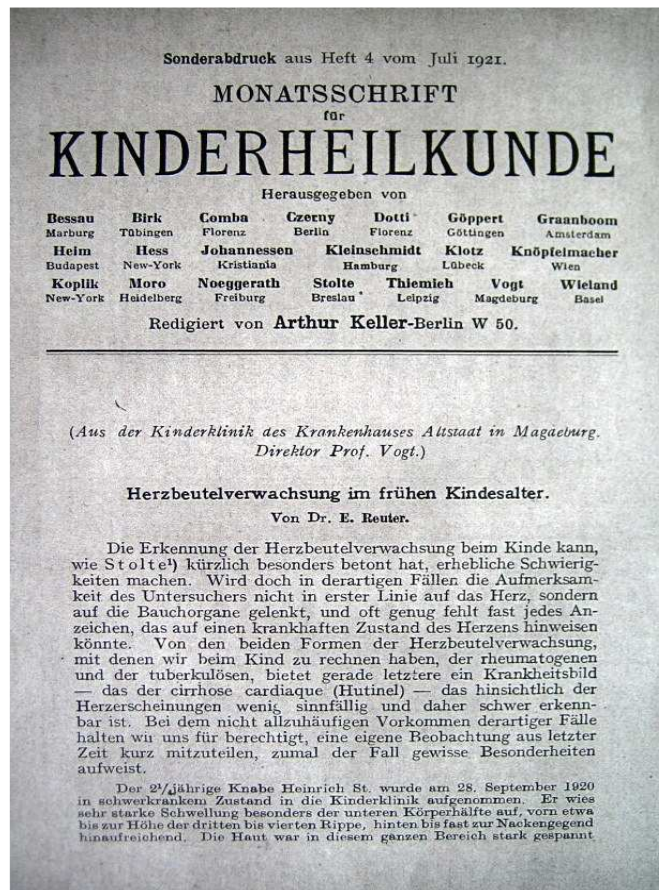 Sonderabdruck aus Heft 4 vom Juli 1921.
MONATSSCHRIFT
für
KINDERHEILKUNDE
Herausgegeben von
Bessau Birk Comba Czerny Dotti Göppert Graanboom
Marburg Tübingen Florenz Berlin Florenz Göttingen Amsterdam
Heim Hess Johannessen Kleinschmidt Klotz Knöpfelmacher
Budapest New-York Kristiania Hamburg Lübeck Wien
Koplik Moro Noeggerath Stolte Thiemich Vogt Wieland
New-York Heidelberg Freiburg Breslau Leipzig Magdeburg Basel
Redigiert von Arthur Keller-Berlin W 50.
(Aus der Kinderklinik des Krankenhauses Altstaat in Magdeburg.
Direktor Prof. Vogt.)
Herzbeutelverwachsung im frühen Kindesalter.
Von Dr. E. Reuter.
Die Erkennung der Herzbeutelverwachsung beim Kinde kann,
wie Stolte¹) kürzlich besonders betont hat, erhebliche Schwierig-
keiten machen. Wird doch in derartigen Fällen die Aufmerksam-
keit des Untersuchers nicht in erster Linie auf das Herz, sondern
auf die Bauchorgane gelenkt, und oft genug fehlt fast jedes An-
zeichen, das auf einen krankhaften Zustand des Herzens hinweisen
könnte. Von den beiden Formen der Herzbeutelverwachsung,
mit denen wir beim Kind zu rechnen haben, der rheumatogenen
und der tuberkulösen, bietet gerade letztere ein Krankheitsbild
— das der cirrhose cardiaque (Hutinel) — das hinsichtlich der
Herzerscheinungen wenig sinnfällig und daher schwer erkenn-
bar ist. Bei dem nicht allzuhäufigen Vorkommen derartiger Fälle
halten wir uns für berechtigt, eine eigene Beobachtung aus letzter
Zeit kurz mitzuteilen, zumal der Fall gewisse Besonderheiten
aufweist.
Der 2½jährige Knabe Heinrich St. wurde am 28. September 1920
in schwerkrankem Zustand in die Kinderklinik aufgenommen. Er wies
sehr starke Schwellung besonders der unteren Körperhälfte auf, vorn etwa
bis zur Höhe der dritten bis vierten Rippe, hinten bis fast zur Nackengegend
hinaufreichend. Die Haut war in diesem ganzen Bereich stark gespannt